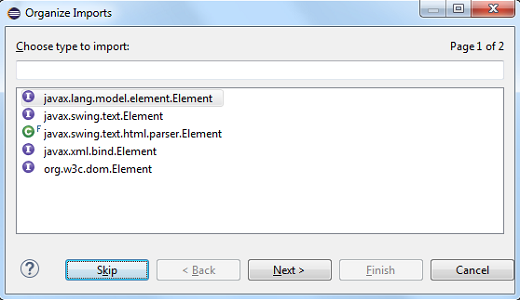 Organize Imports
Choose type to import: Page 1 of 2
I javax.lang.model.element.Element
I javax.swing.text.Element
C F javax.swing.text.html.parser.Element
I javax.xml.bind.Element
I org.w3c.dom.Element
? Skip < Back Next > Finish Cancel